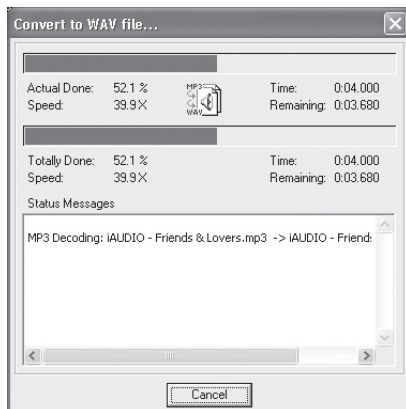 Convert to WAV file...
Actual Done: 52.1 % MP3 Time: 0:04.000
Speed: 39.9X WAV Remaining: 0:03.680
Totally Done: 52.1 % Time: 0:04.000
Speed: 39.9X Remaining: 0:03.680
Status Messages
MP3 Decoding: iAUDIO - Friends & Lovers.mp3 -> iAUDIO - Friend
Cancel